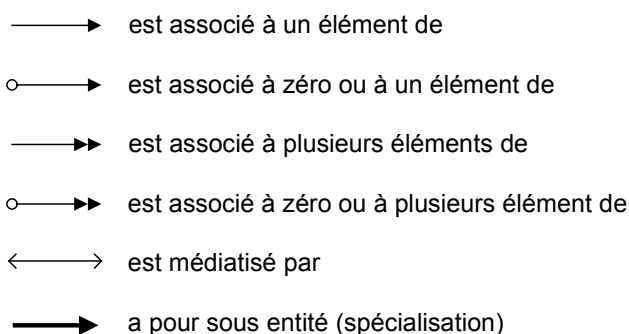 est associé à un élément de
est associé à zéro ou à un élément de
est associé à plusieurs éléments de
est associé à zéro ou à plusieurs élément de
est médiatisé par
a pour sous entité (spécialisation)